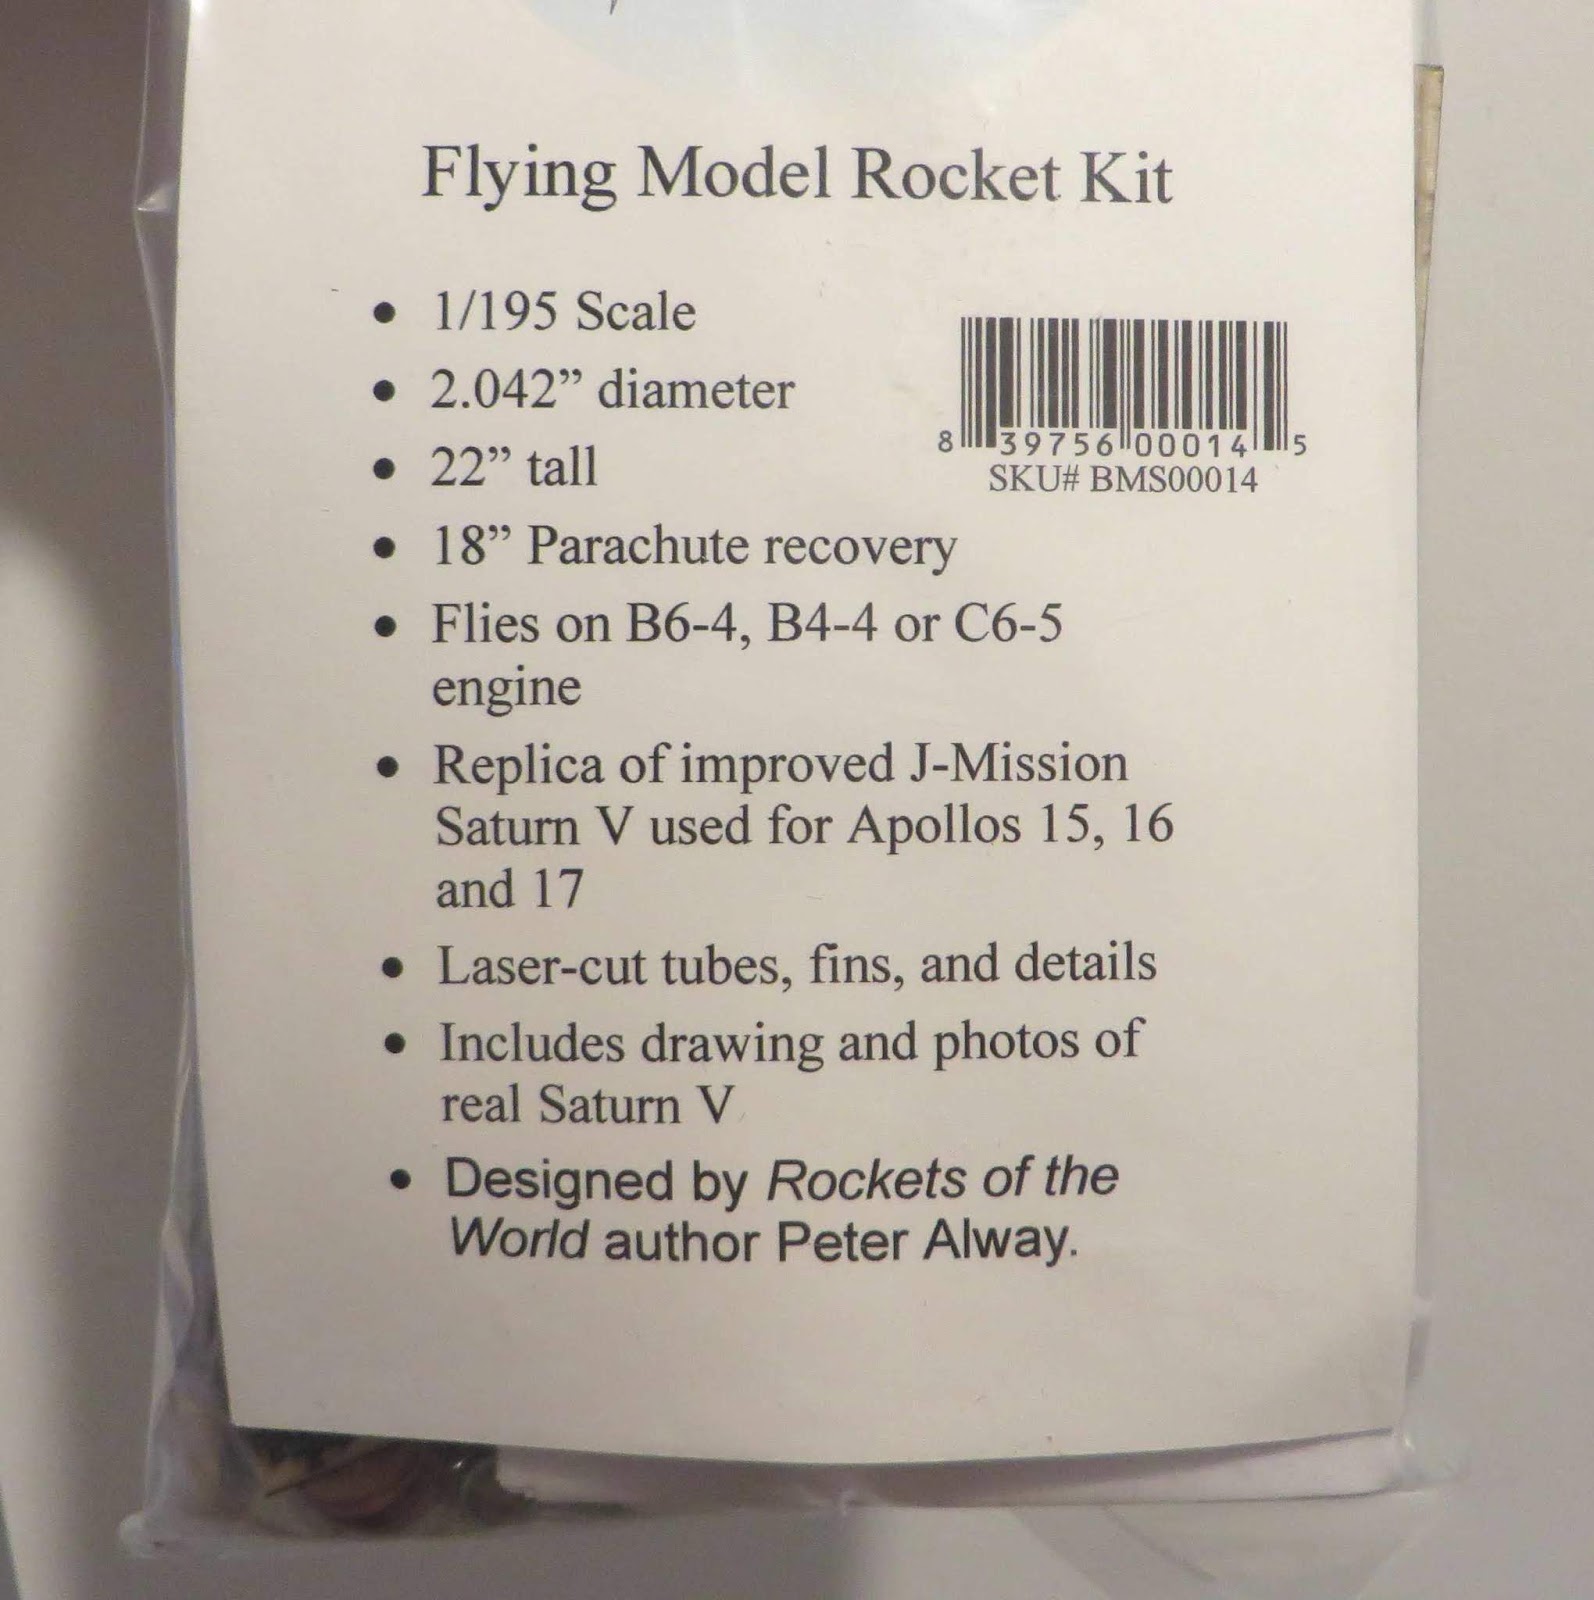 Flying Model Rocket Kit
• 1/195 Scale
• 2.042” diameter
• 22” tall
8 39756 00014 5
SKU# BMS00014
• 18” Parachute recovery
• Flies on B6-4, B4-4 or C6-5
engine
• Replica of improved J-Mission
Saturn V used for Apollos 15, 16
and 17
• Laser-cut tubes, fins, and details
• Includes drawing and photos of
real Saturn V
• Designed by Rockets of the
World author Peter Alway.